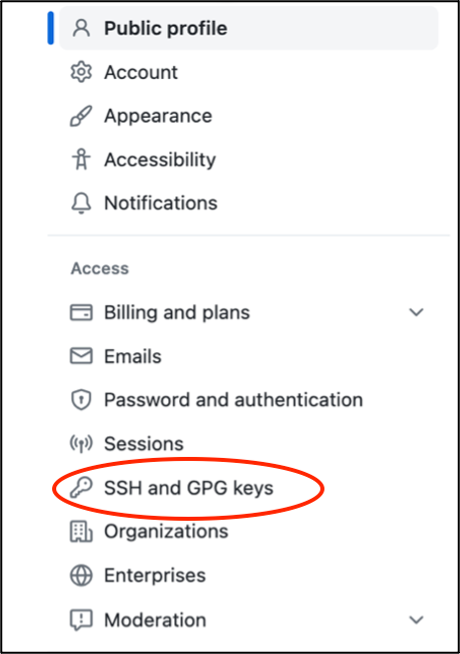 Public profile
Account
Appearance
Accessibility
Notifications
Access
Billing and plans
Emails
Password and authentication
Sessions
SSH and GPG keys
Organizations
Enterprises
Moderation